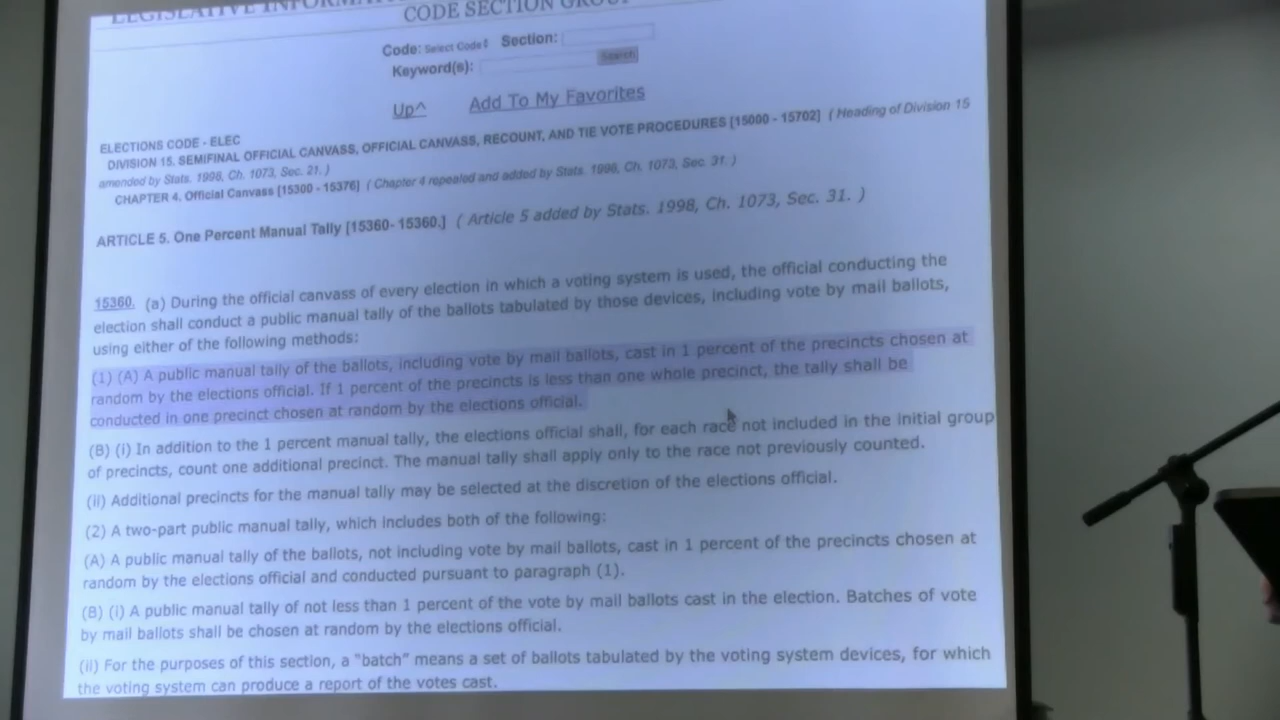 CODE SECTION
Code: Select Code Section:
Keyword(s): Search
Up^ Add To My Favorites
ELECTIONS CODE - ELEC
DIVISION 15. SEMIFINAL OFFICIAL CANVASS, OFFICIAL CANVASS, RECOUNT, AND TIE VOTE PROCEDURES [15000 - 15702] ( Heading of Division 15
amended by Stats. 1998, Ch. 1073, Sec. 21. )
CHAPTER 4. Official Canvass [15300 - 15376] ( Chapter 4 repealed and added by Stats. 1998, Ch. 1073, Sec. 31. )
ARTICLE 5. One Percent Manual Tally [15360- 15360.] ( Article 5 added by Stats. 1998, Ch. 1073, Sec. 31. )
15360. (a) During the official canvass of every election in which a voting system is used, the official conducting the
election shall conduct a public manual tally of the ballots tabulated by those devices, including vote by mail ballots,
using either of the following methods:
(1) (A) A public manual tally of the ballots, including vote by mail ballots, cast in 1 percent of the precincts chosen at
random by the elections official. If 1 percent of the precincts is less than one whole precinct, the tally shall be
conducted in one precinct chosen at random by the elections official.
(B) (i) In addition to the 1 percent manual tally, the elections official shall, for each race not included in the initial group
of precincts, count one additional precinct. The manual tally shall apply only to the race not previously counted.
(ii) Additional precincts for the manual tally may be selected at the discretion of the elections official.
(2) A two-part public manual tally, which includes both of the following:
(A) A public manual tally of the ballots, not including vote by mail ballots, cast in 1 percent of the precincts chosen at
random by the elections official and conducted pursuant to paragraph (1).
(B) (i) A public manual tally of not less than 1 percent of the vote by mail ballots cast in the election. Batches of vote
by mail ballots shall be chosen at random by the elections official.
(ii) For the purposes of this section, a “batch” means a set of ballots tabulated by the voting system devices, for which
the voting system can produce a report of the votes cast.